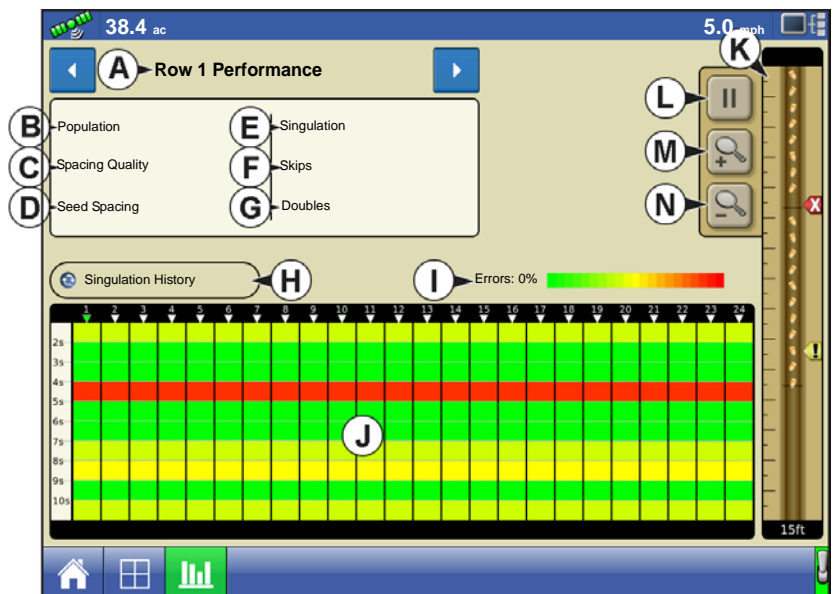 38.4 ac
5.0 mph
K
A Row 1 Performance
L
B Population
E Singulation
C Spacing Quality
F Skips
M
D Seed Spacing
G Doubles
N
X
Singulation History H
I Errors: 0%
1 2 3 4 5 6 7 8 9 10 11 12 13 14 15 16 17 18 19 20 21 22 23 24
2s
3s
4s
5s
6s
7s
8s
9s
10s
J
!
15ft